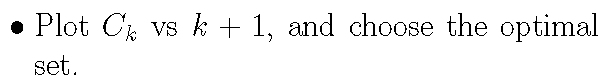 • Plot C_k vs k + 1, and choose the optimal
set.